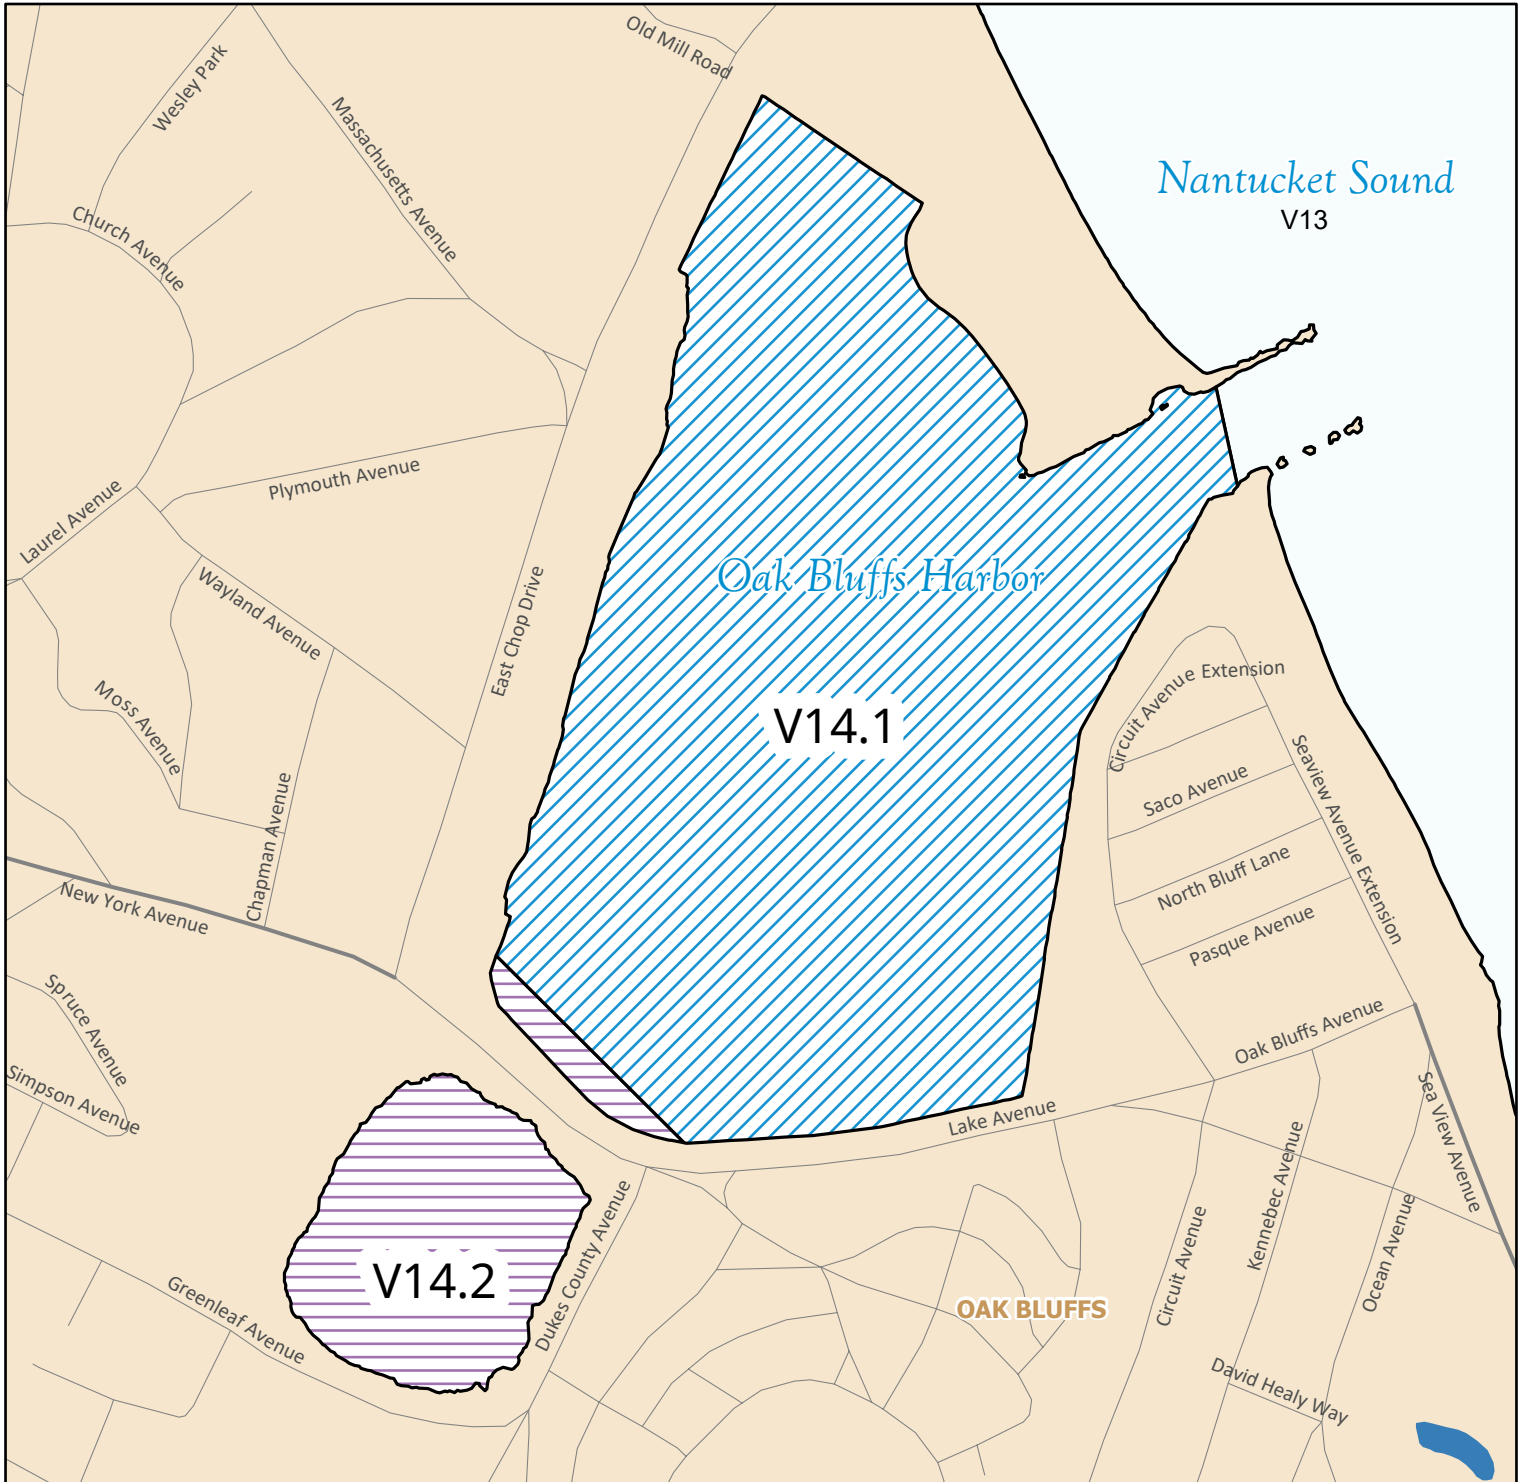 Old Mill Road
Wesley Park
Massachusetts Avenue
Nantucket Sound
V13
Church Avenue
Plymouth Avenue
Laurel Avenue
Oak Bluffs Harbor
Wayland Avenue
East Chop Drive
Circuit Avenue Extension
Moss Avenue
V14.1
Seaview Avenue Extension
Saco Avenue
Chapman Avenue
North Bluff Lane
New York Avenue
Pasque Avenue
Spruce Avenue
Oak Bluffs Avenue
Simpson Avenue
Lake Avenue
Sea View Avenue
Kennebec Avenue
Dukes County Avenue
Circuit Avenue
Ocean Avenue
V14.2
Greenleaf Avenue
OAK BLUFFS
David Healy Way